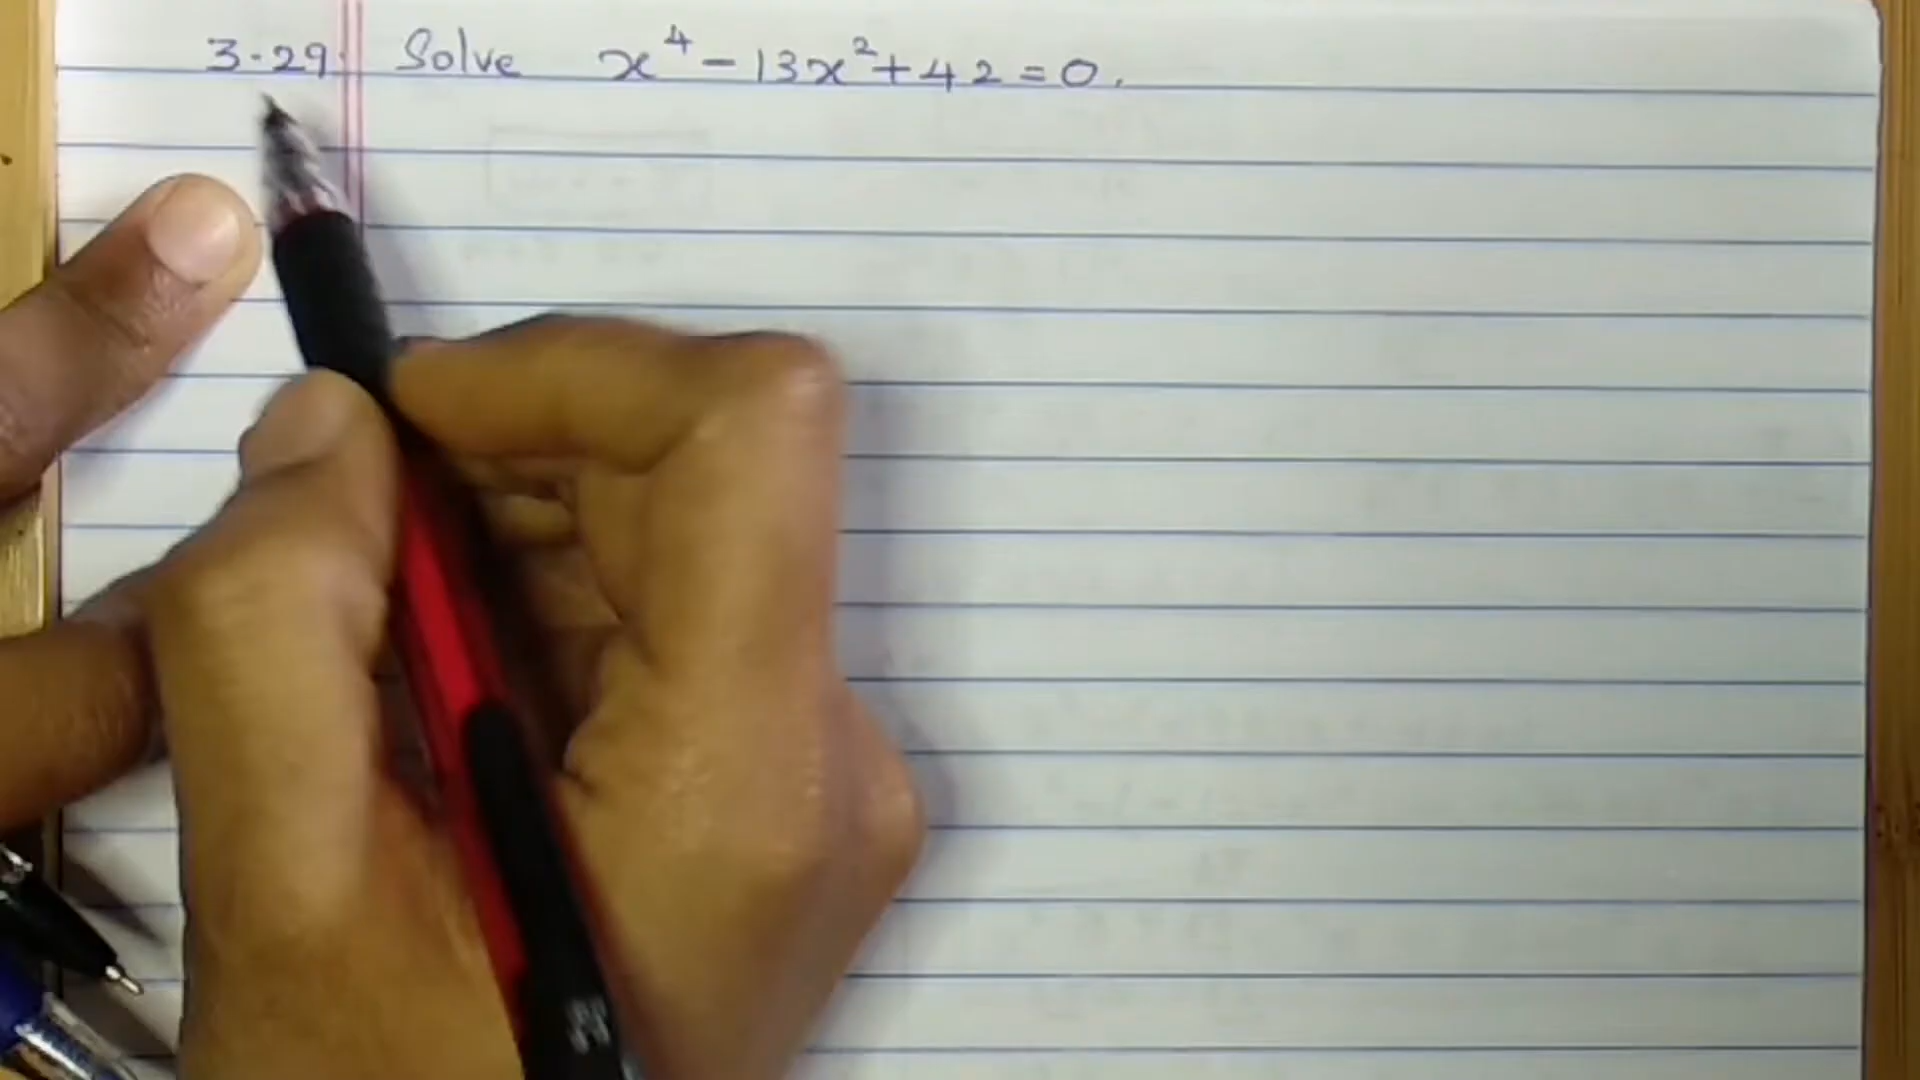 3.29. Solve x⁴ - 13x² + 42 = 0.